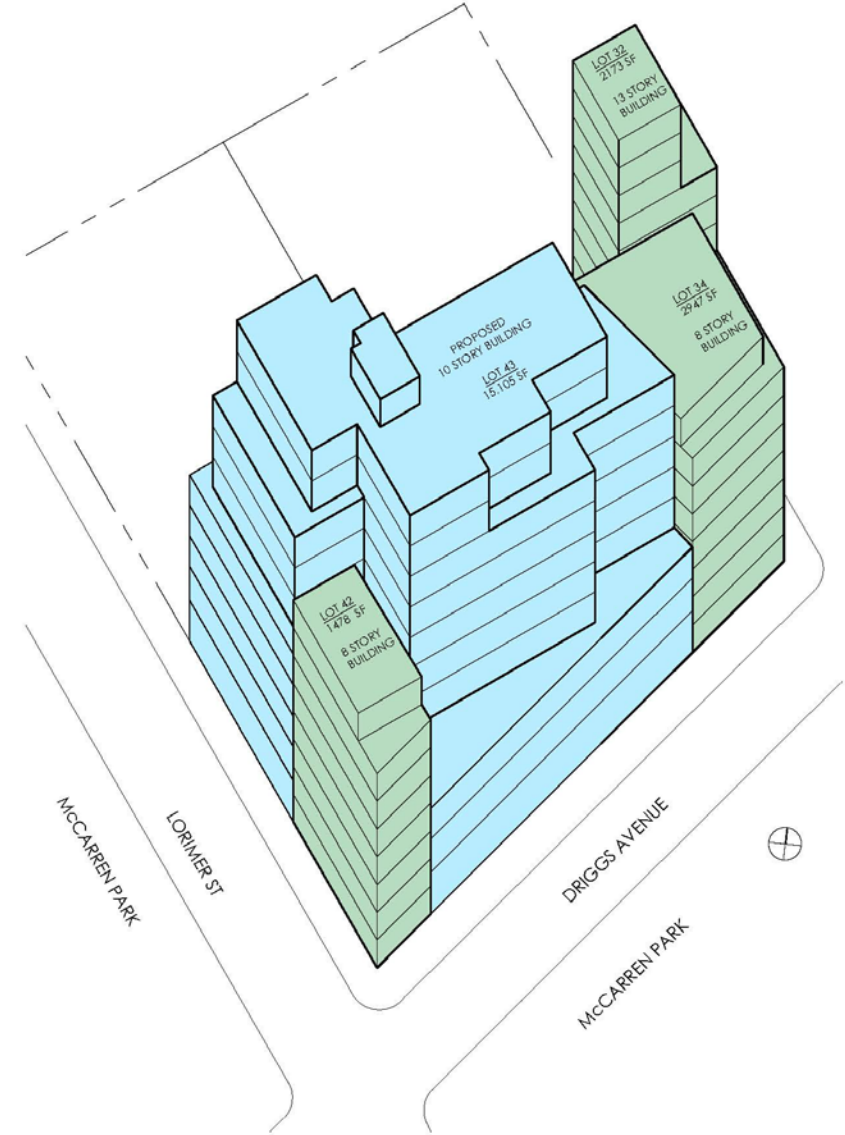 LOT 32
2173 SF
13 STORY
BUILDING
LOT 34
2947 SF
8 STORY
BUILDING
PROPOSED
10 STORY BUILDING
LOT 43
15,105 SF
LOT 42
1478 SF
8 STORY
BUILDING
McCARREN PARK
LORIMER ST
DRIGGS AVENUE
McCARREN PARK